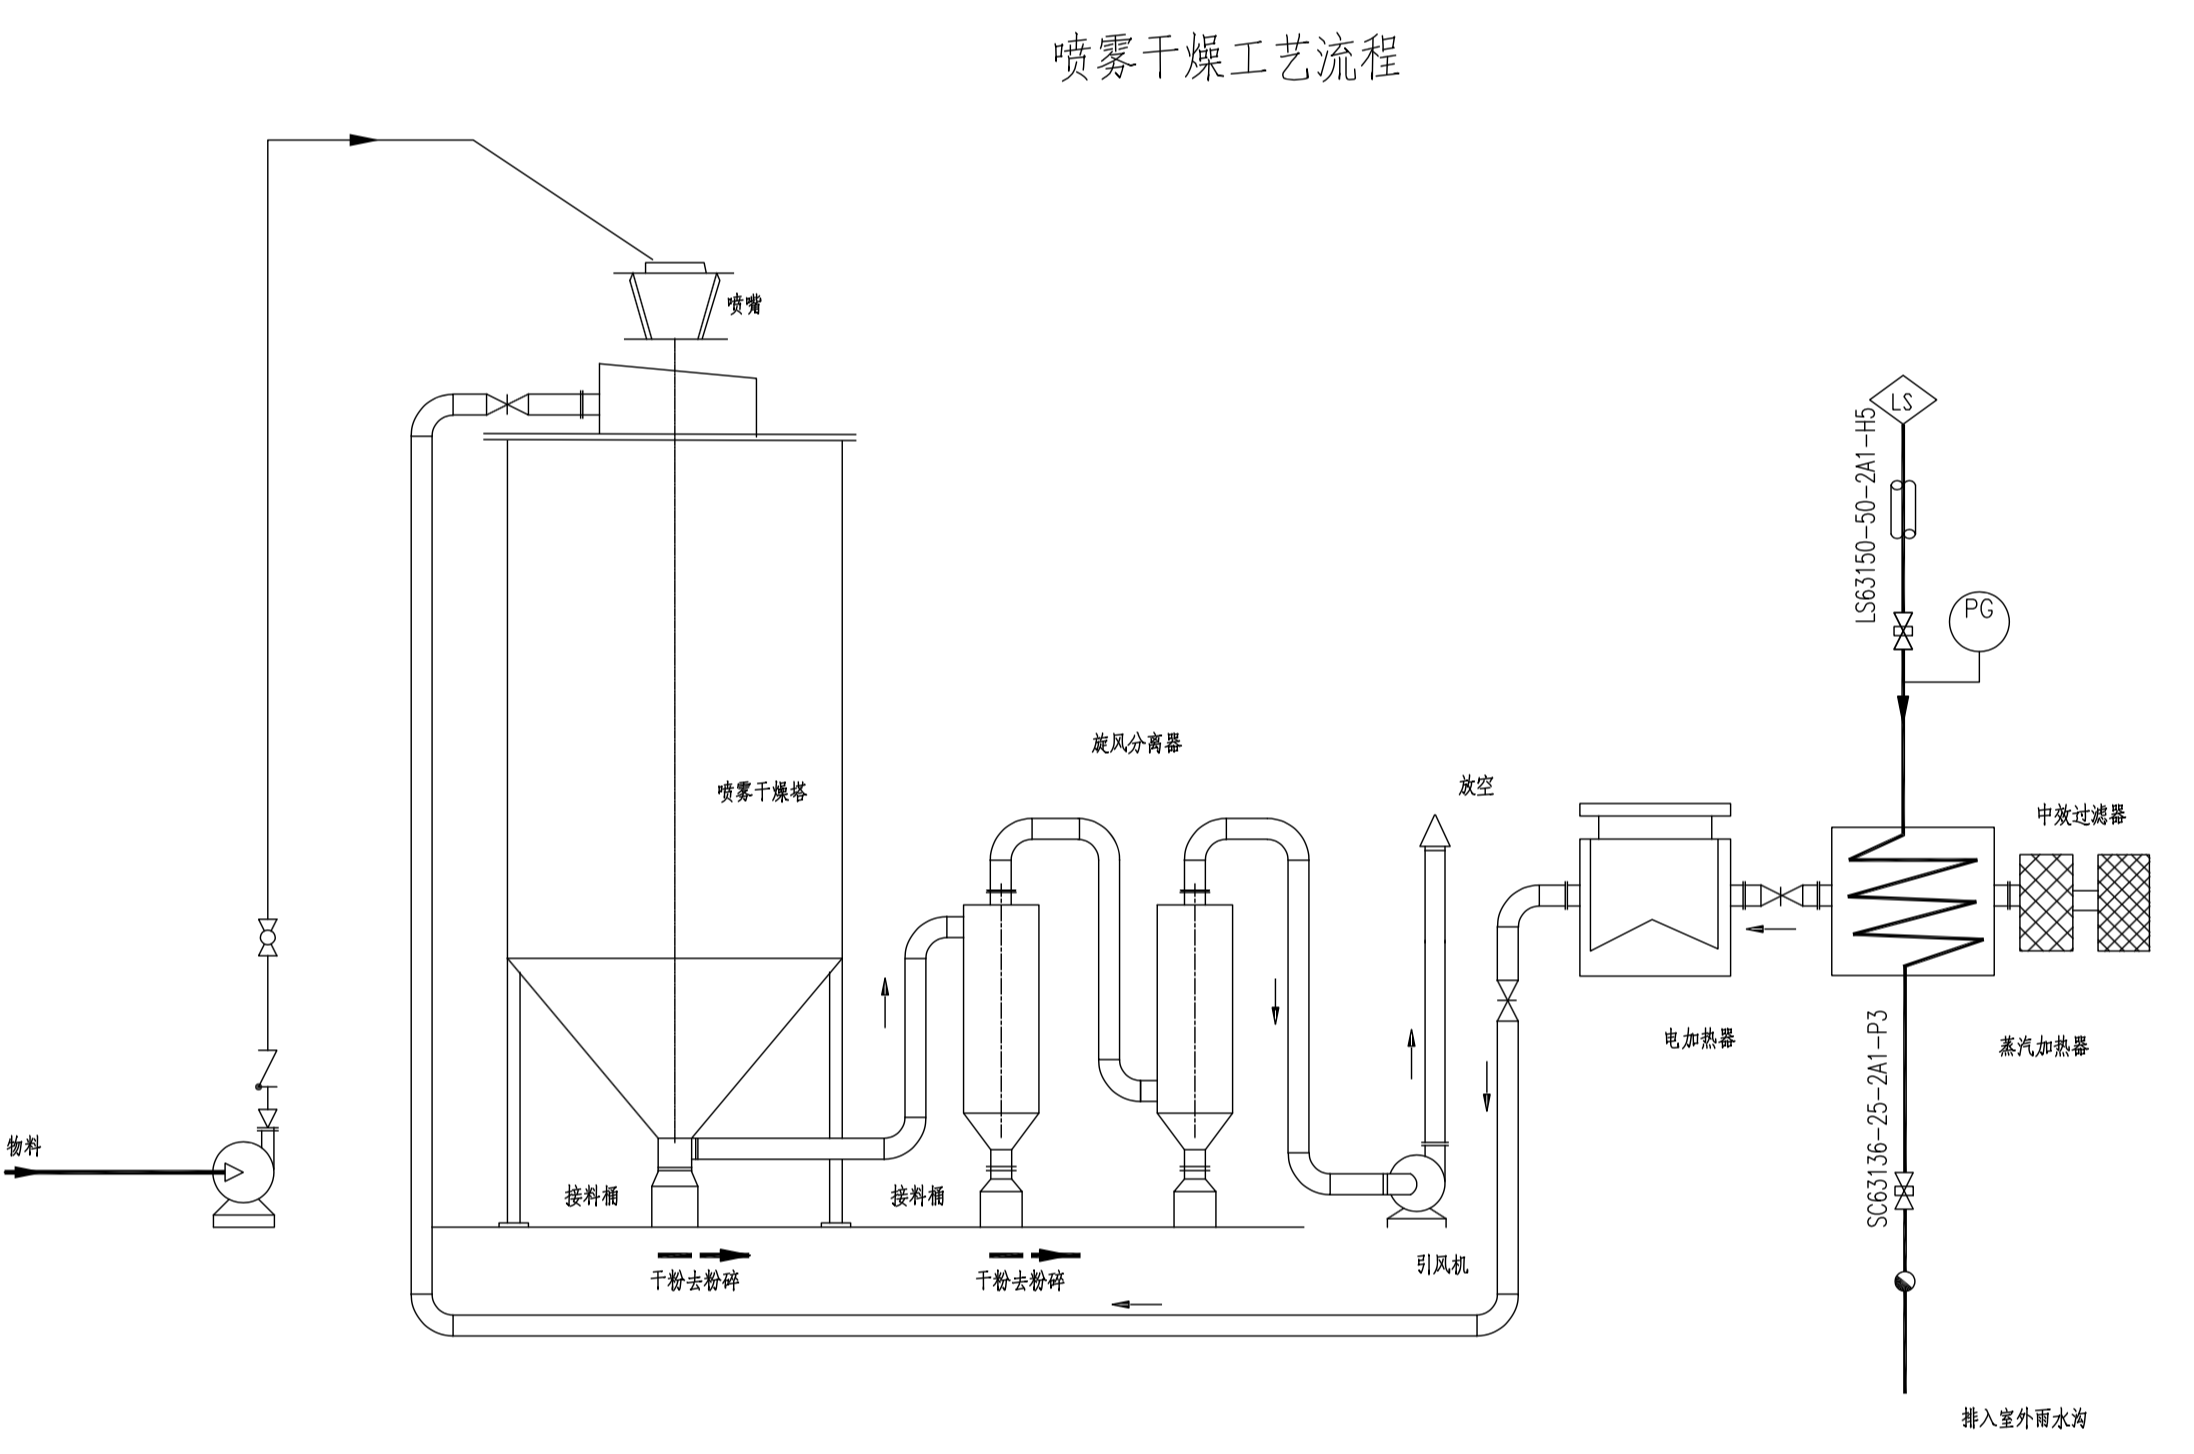 喷雾干燥工艺流程
喷嘴
LS
LS63150-50-2A1-H5
PG
旋风分离器
放空
喷雾干燥塔
中效过滤器
电加热器
蒸汽加热器
SC63136-25-2A1-P3
物料
接料桶
接料桶
引风机
干粉去粉碎
干粉去粉碎
排入室外雨水沟